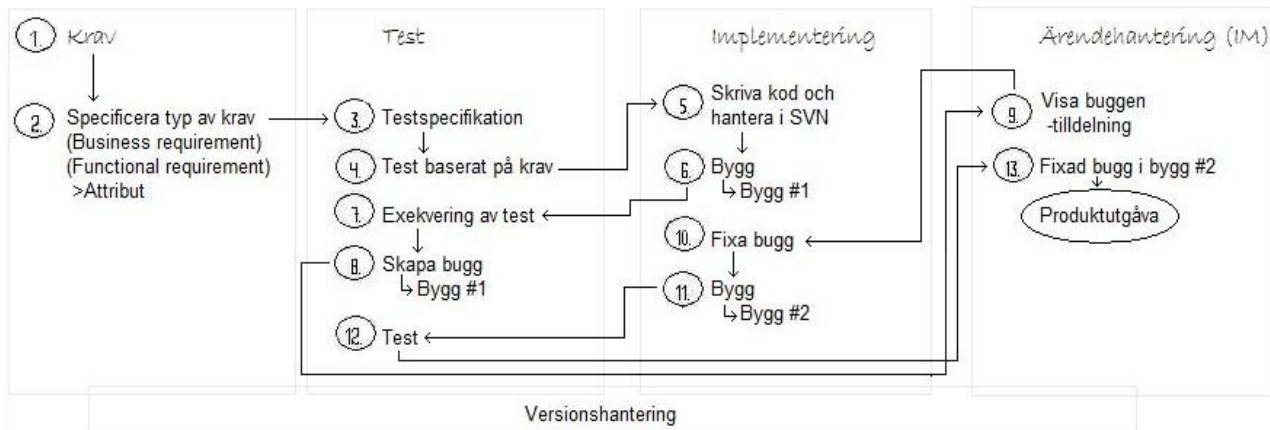 1. Krav
2. Specificera typ av krav
(Business requirement)
(Functional requirement)
>Attribut
Test
3. Testspecifikation
4. Test baserat på krav
7. Exekvering av test
8. Skapa bugg
Bygg #1
12. Test
Implementering
5. Skriva kod och
hantera i SVN
6. Bygg
Bygg #1
10. Fixa bugg
11. Bygg
Bygg #2
Ärendehantering (IM)
9. Visa buggen
-tilldelning
13. Fixad bugg i bygg #2
Produktutgåva
Versionshantering